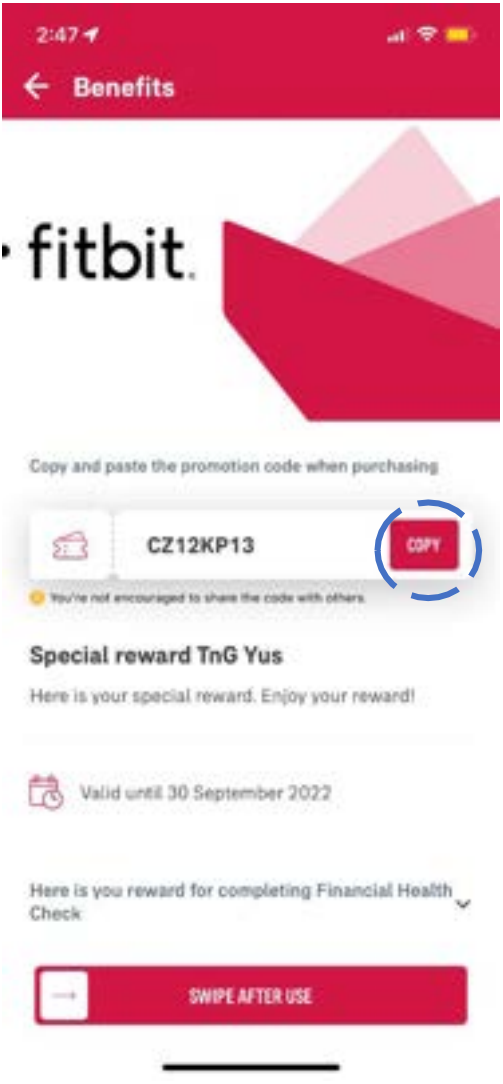 2:47
Benefits
fitbit.
Copy and paste the promotion code when purchasing
CZ12KP13
COPY
You're not encouraged to share the code with others.
Special reward TnG Yus
Here is your special reward. Enjoy your reward!
Valid until 30 September 2022
Here is you reward for completing Financial Health
Check
SWIPE AFTER USE